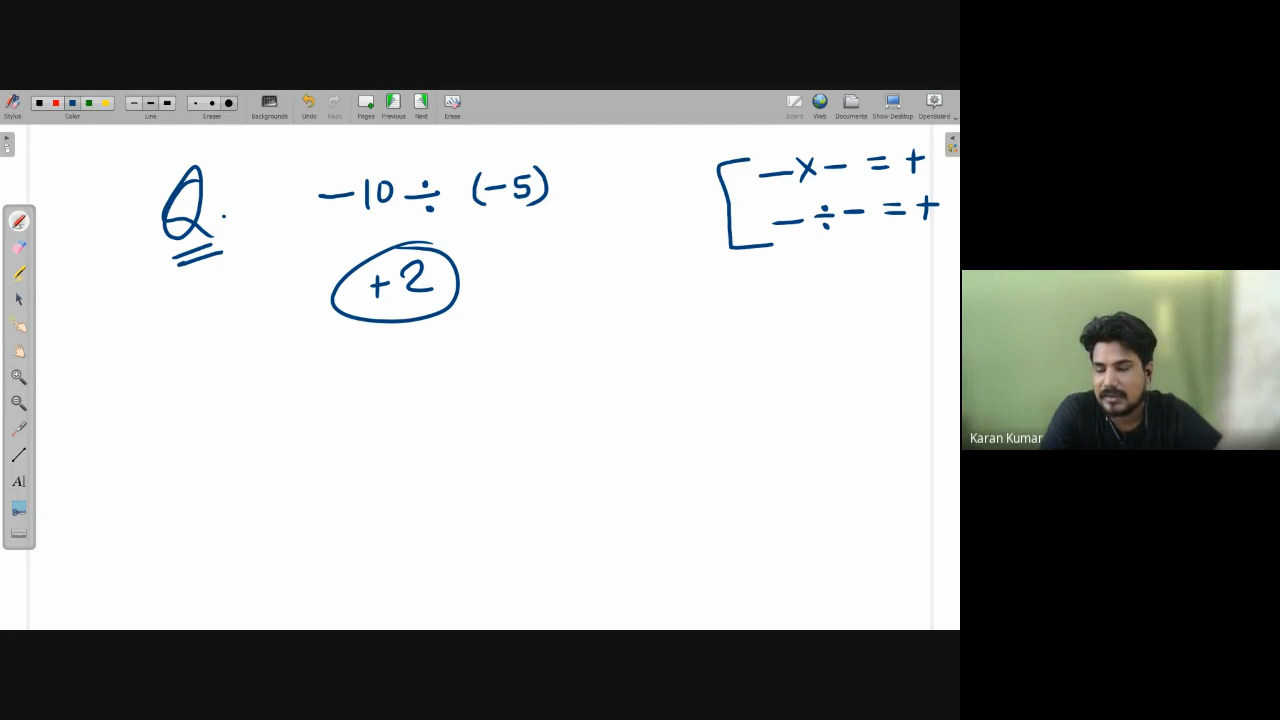 Stylus Color Line Eraser Backgrounds Undo Redo Pages Previous Next Erase Board Web Documents Show Desktop OpenBoard
Q. -10 ÷ (-5)
+2
- x - = +
- ÷ - = +
AI
Karan Kumar